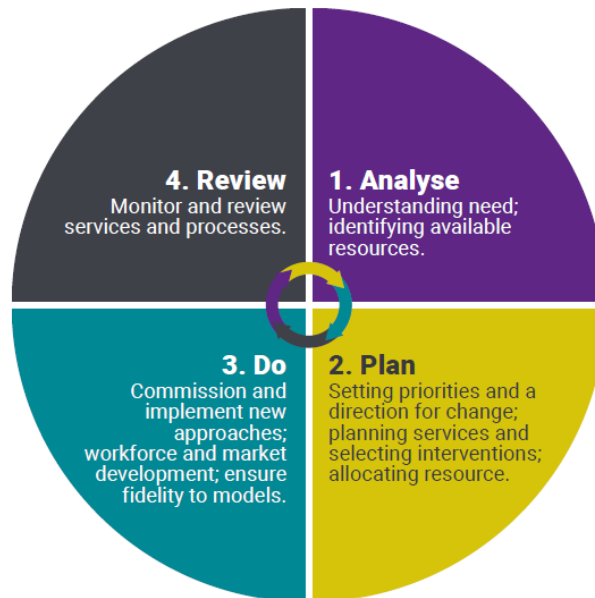 1. Analyse
Understanding need;
identifying available
resources.
2. Plan
Setting priorities and a
direction for change;
planning services and
selecting interventions;
allocating resource.
3. Do
Commission and
implement new
approaches;
workforce and market
development; ensure
fidelity to models.
4. Review
Monitor and review
services and processes.